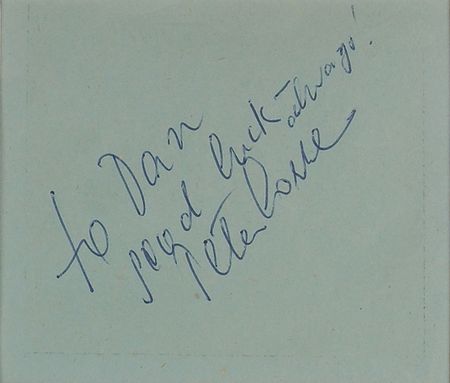 to Dan
good luck always!
Peter Lorre